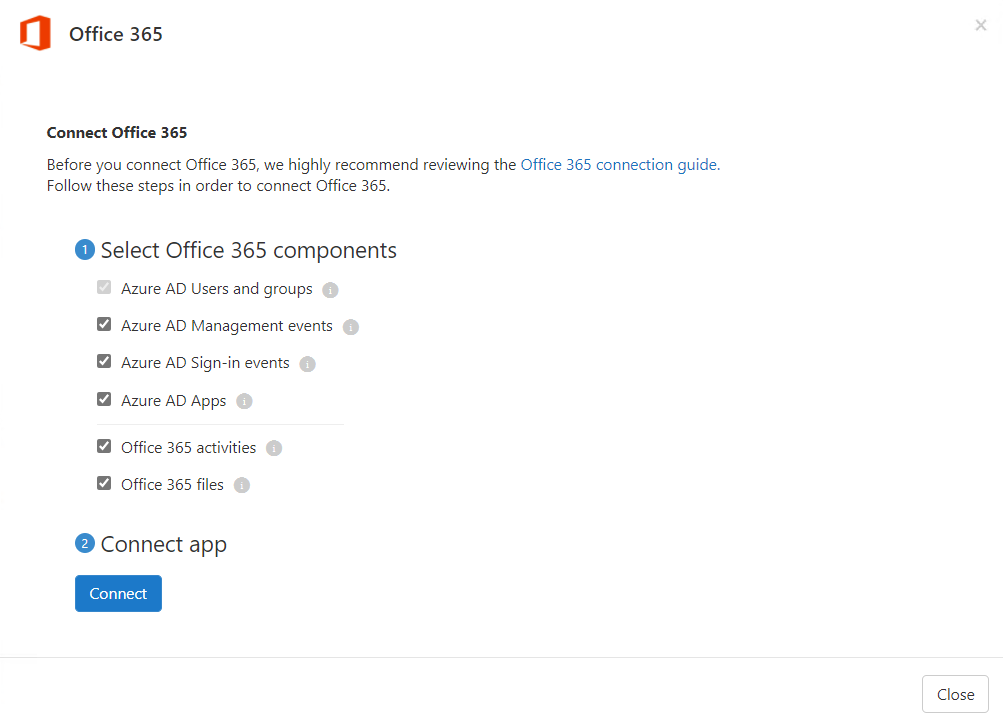 Office 365
×
Connect Office 365
Before you connect Office 365, we highly recommend reviewing the Office 365 connection guide.
Follow these steps in order to connect Office 365.
1 Select Office 365 components
Azure AD Users and groups i
Azure AD Management events i
Azure AD Sign-in events i
Azure AD Apps i
Office 365 activities i
Office 365 files i
2 Connect app
Connect
Close